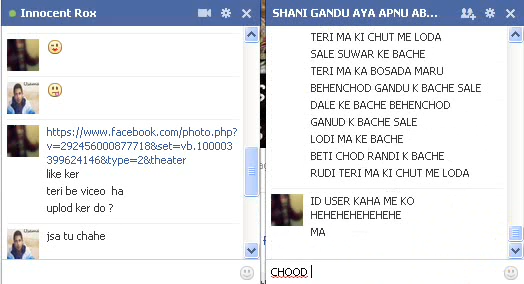 Innocent Rox
https://www.facebook.com/photo.php?
v=292456000877718&set=vb.100003
399624146&type=2&theater
like ker
teri be viceo ha
uplod ker do ?
jsa tu chahe
SHANI GANDU AYA APNU AB...
TERI MA KI CHUT ME LODA
SALE SUWAR KE BACHE
TERI MA KA BOSADA MARU
BEHENCHOD GANDU K BACHE SALE
DALE KE BACHE BEHENCHOD
GANUD K BACHE SALE
LODI MA KE BACHE
BETI CHOD RANDI K BACHE
RUDI TERI MA KI CHUT ME LODA
ID USER KAHA ME KO
HEHEHEHEHEHEHE
MA
CHOOD